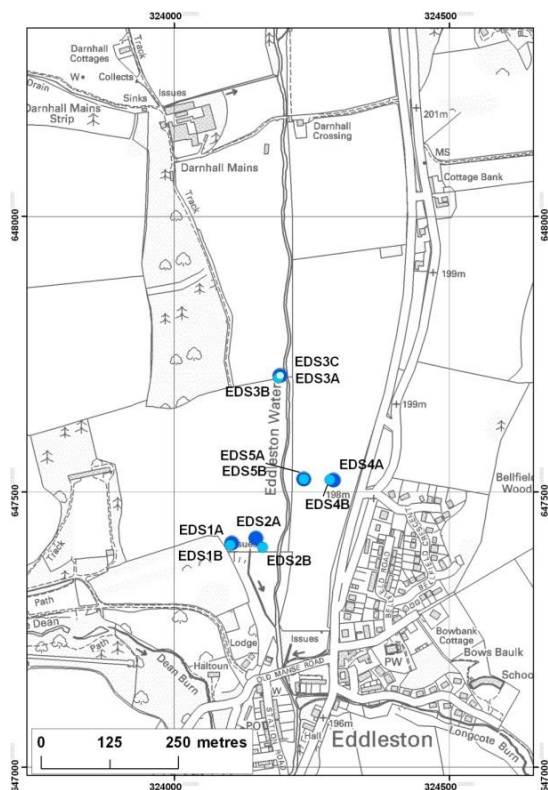 324000
324500
Darnhall
Cottages
Track
W
Collects
Issues
Drain
Sinks
Darnhall Mains
Strip
Darnhall
Crossing
201m
Darnhall Mains
MS
Cottage Bank
Track
648000
648000
199m
EDS3C
EDS3A
EDS3B
Eddleston Water
199m
EDS5A
EDS5B
EDS4A
EDS4B
198m
Bellfield
Wood
647500
647500
EDS1A
EDS2A
EDS1B
EDS2B
Track
Path
Dean
Path
Dean Burn
Lodge
Haltoun
Issues
OLD MANSE ROAD
Bowbank
Cottage
Bows Baulk
PW
W
STATION ROAD
Hall
196m
Eddleston
Longcote Burn
0 125 250 metres
647000
647000
324000
324500